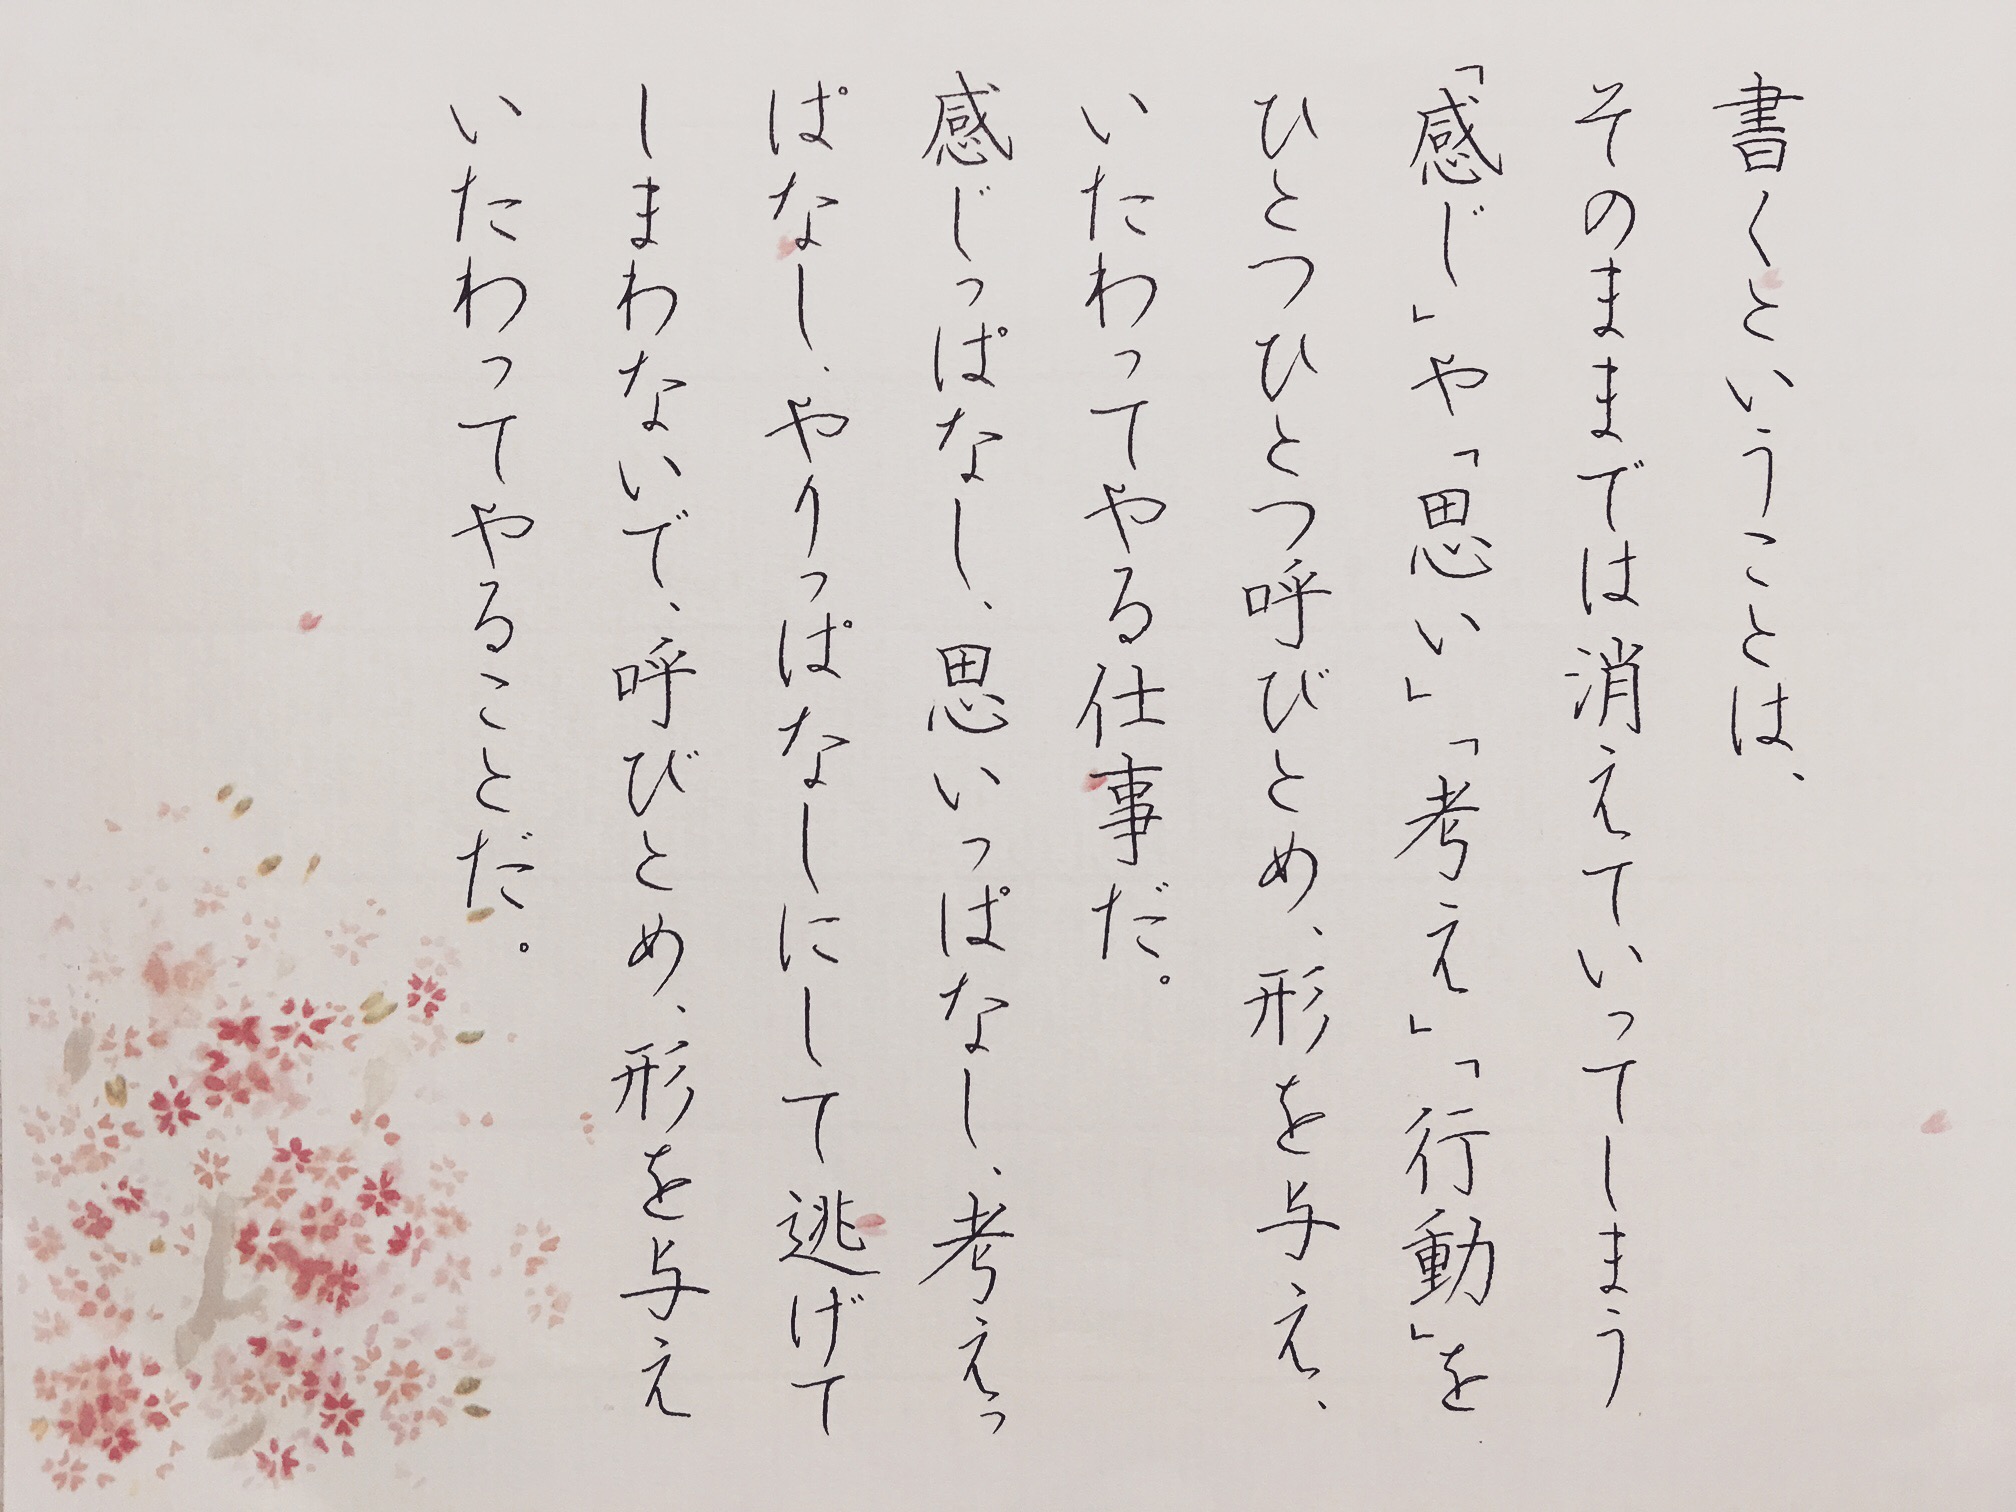 書くということは、
そのままでは消えていってしまう
「感じ」や「思い」「考え」「行動」を
ひとつひとつ呼びとめ、形を与え、
いたわってやる仕事だ。
感じっぱなし、思いっぱなし、考えっ
ぱなし、やりっぱなしにして逃げて
しまわないで、呼びとめ、形を与え
いたわってやることだ。